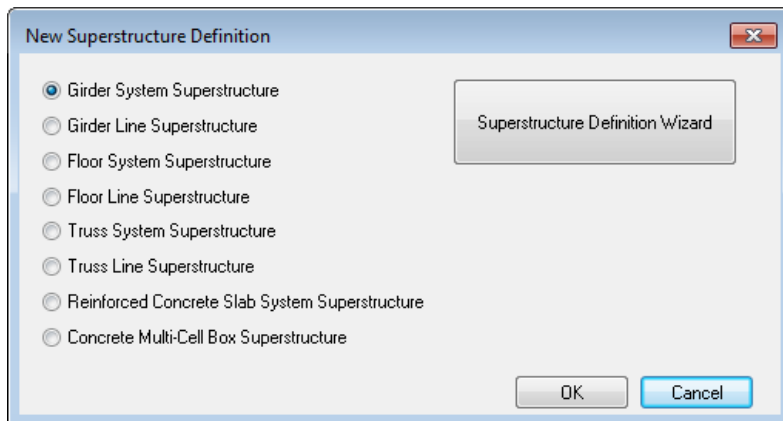 New Superstructure Definition
Girder System Superstructure
Girder Line Superstructure
Floor System Superstructure
Floor Line Superstructure
Truss System Superstructure
Truss Line Superstructure
Reinforced Concrete Slab System Superstructure
Concrete Multi-Cell Box Superstructure
Superstructure Definition Wizard
OK
Cancel